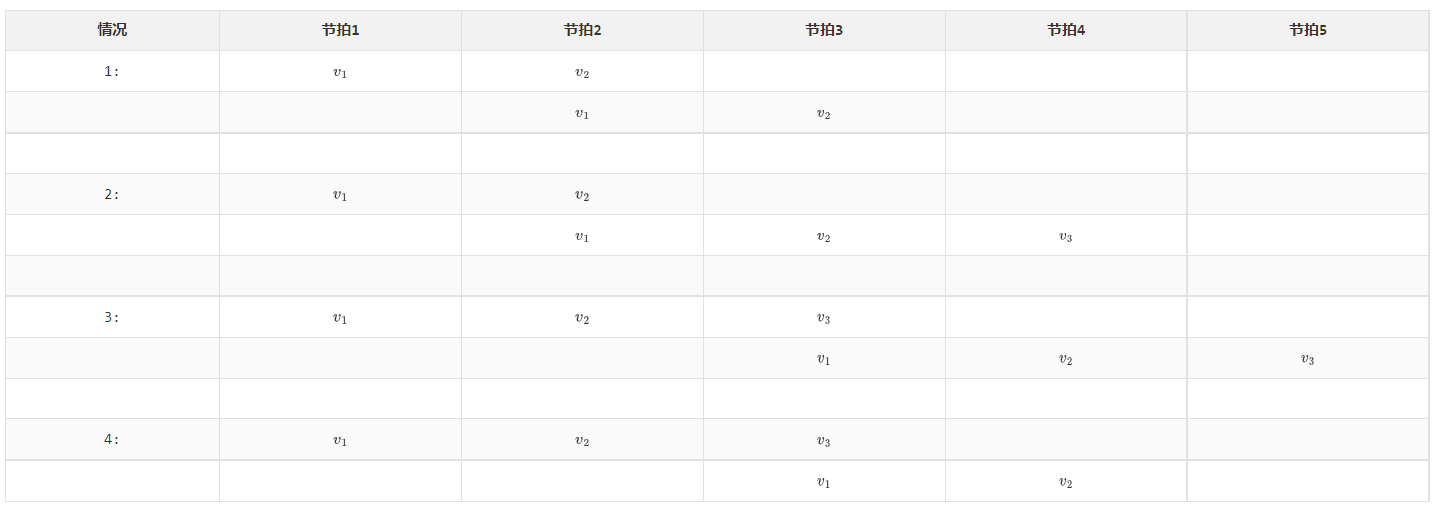 情况 节拍1 节拍2 节拍3 节拍4 节拍5
1: v₁ v₂
v₁ v₂
2: v₁ v₂
v₁ v₂ v₃
3: v₁ v₂ v₃
v₁ v₂ v₃
4: v₁ v₂ v₃
v₁ v₂